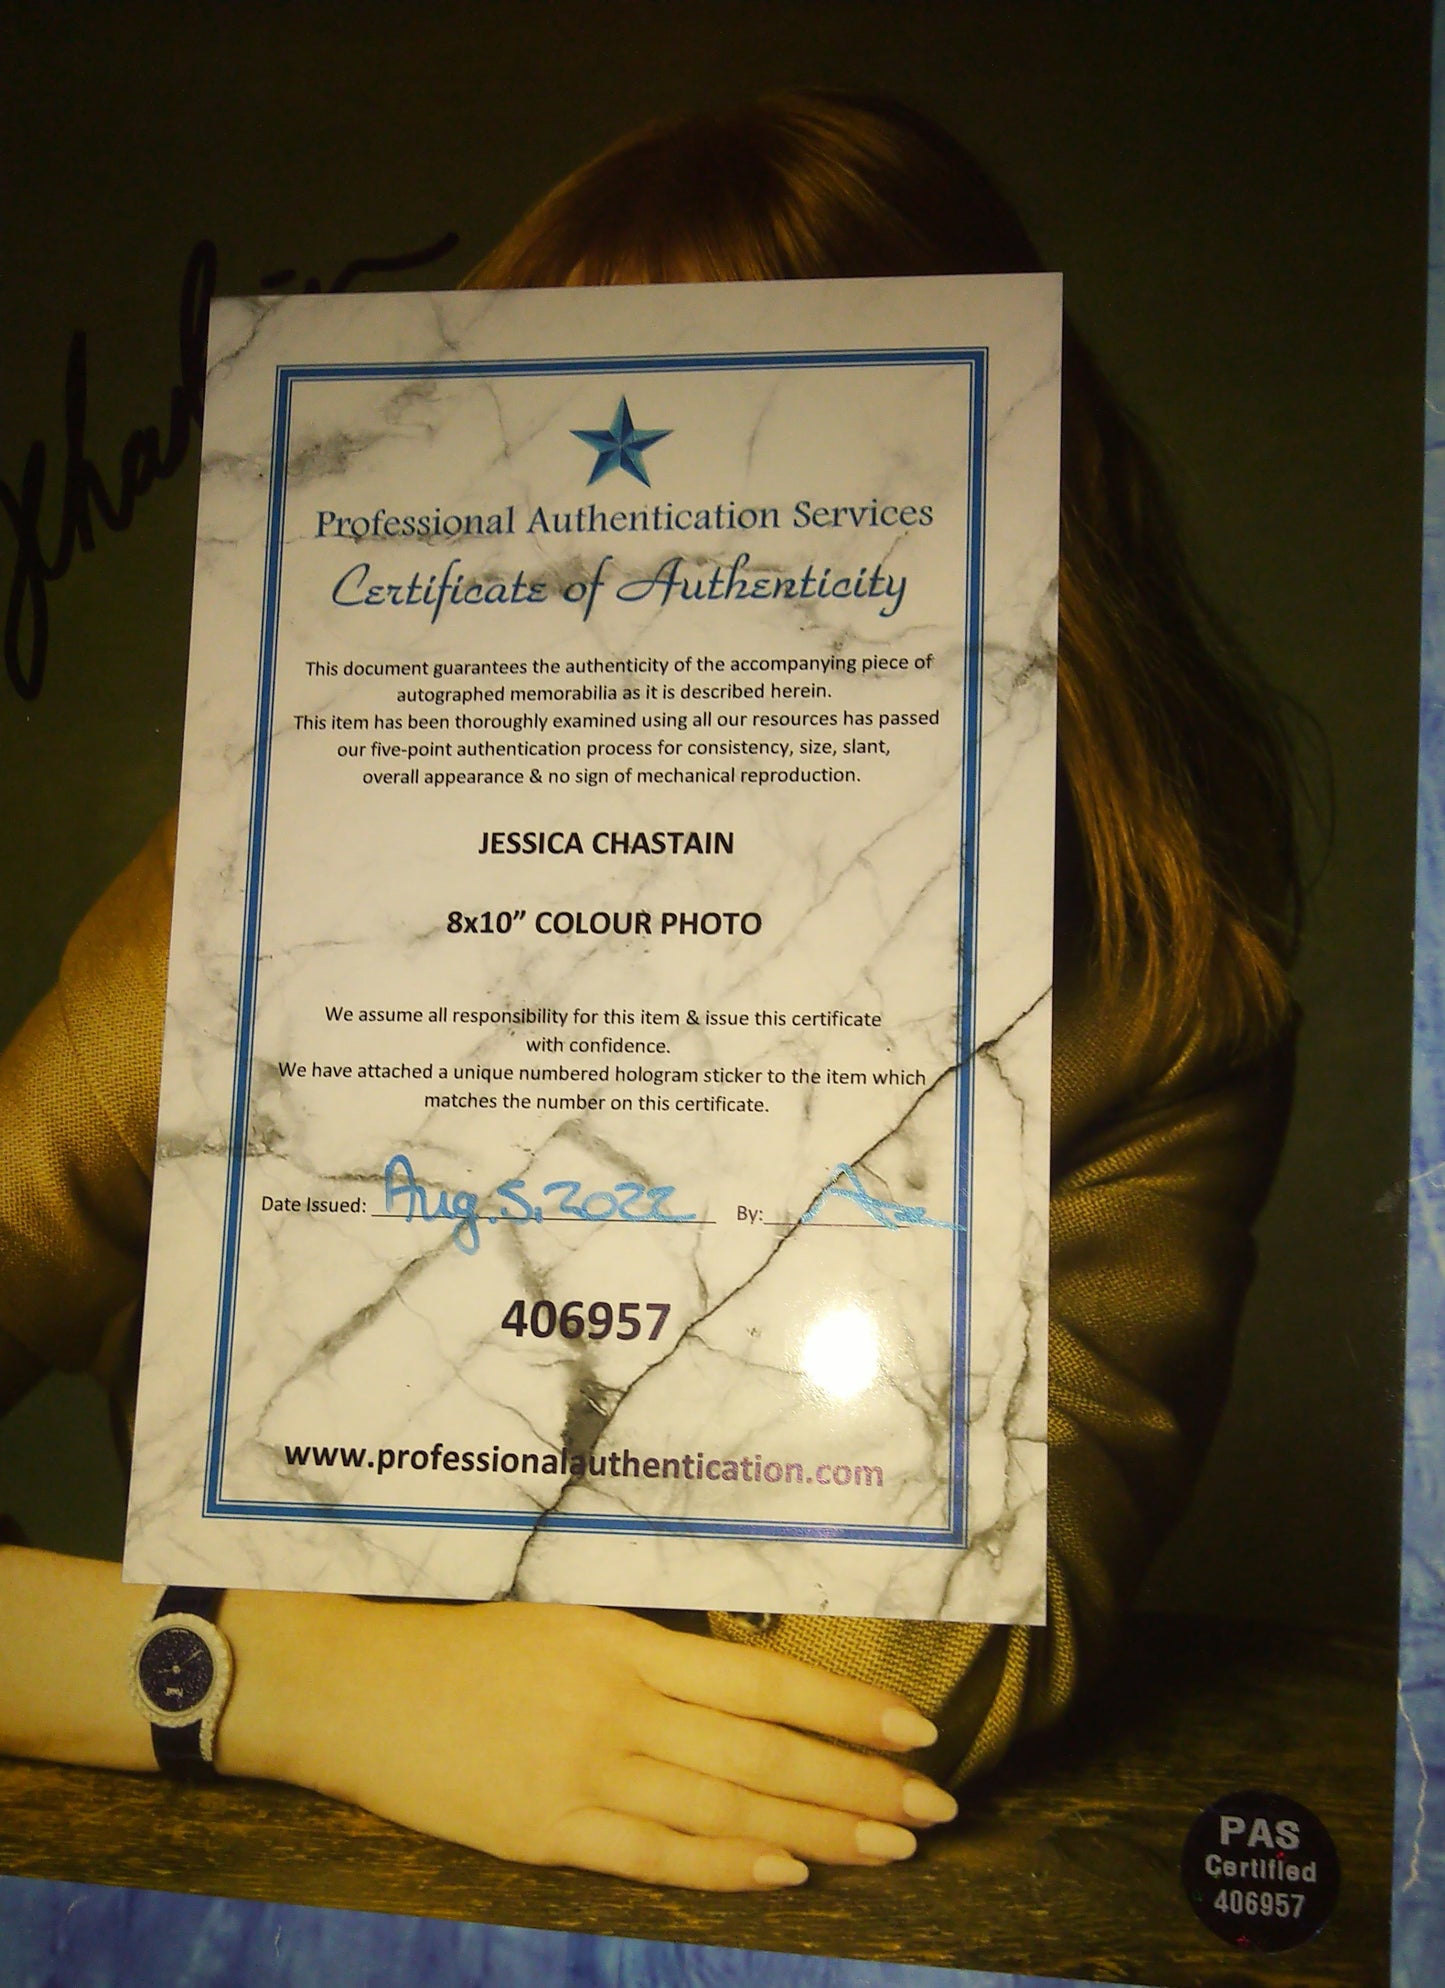 Professional Authentication Services
Certificate of Authenticity
This document guarantees the authenticity of the accompanying piece of
autographed memorabilia as it is described herein.
This item has been thoroughly examined using all our resources has passed
our five-point authentication process for consistency, size, slant,
overall appearance & no sign of mechanical reproduction.
JESSICA CHASTAIN
8x10” COLOUR PHOTO
We assume all responsibility for this item & issue this certificate
with confidence.
We have attached a unique numbered hologram sticker to the item which
matches the number on this certificate.
Date Issued: Aug. 5, 2022 By:
406957
www.professionalauthentication.com
PAS
Certified
406957